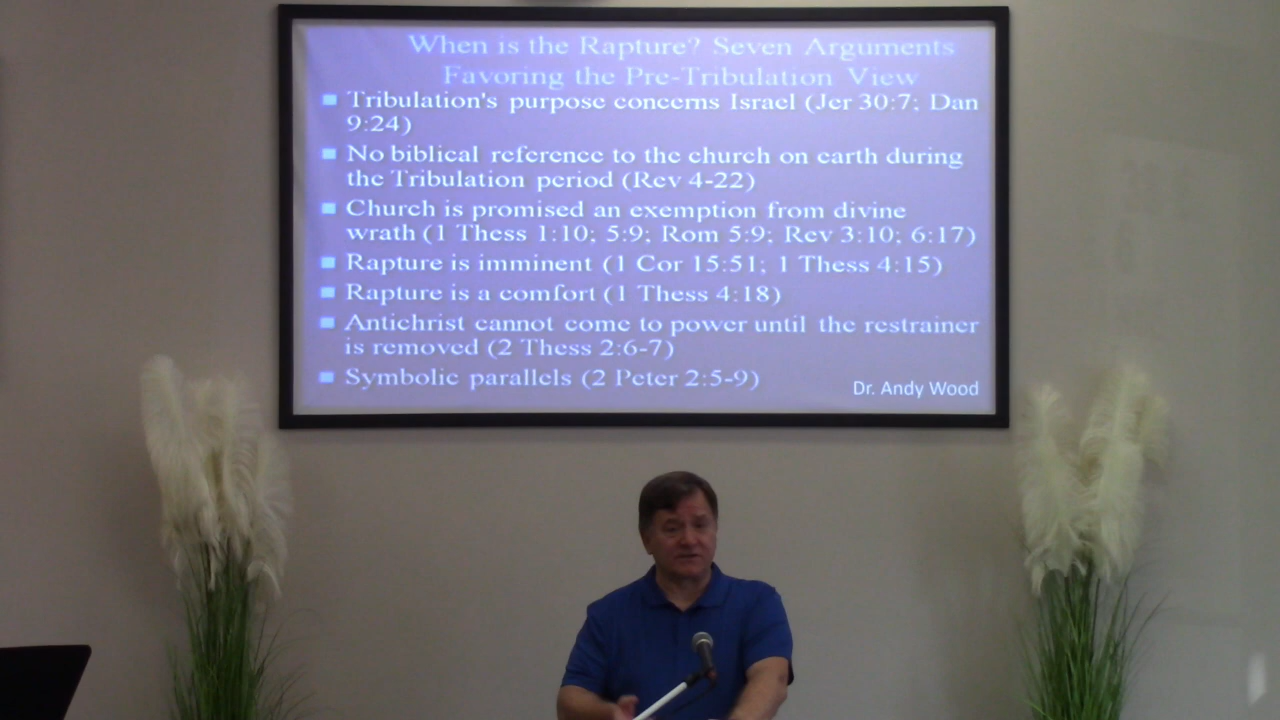 When is the Rapture? Seven Arguments
Favoring the Pre-Tribulation View
Tribulation's purpose concerns Israel (Jer 30:7; Dan
9:24)
No biblical reference to the church on earth during
the Tribulation period (Rev 4-22)
Church is promised an exemption from divine
wrath (1 Thess 1:10; 5:9; Rom 5:9; Rev 3:10; 6:17)
Rapture is imminent (1 Cor 15:51; 1 Thess 4:15)
Rapture is a comfort (1 Thess 4:18)
Antichrist cannot come to power until the restrainer
is removed (2 Thess 2:6-7)
Symbolic parallels (2 Peter 2:5-9)
Dr. Andy Wood